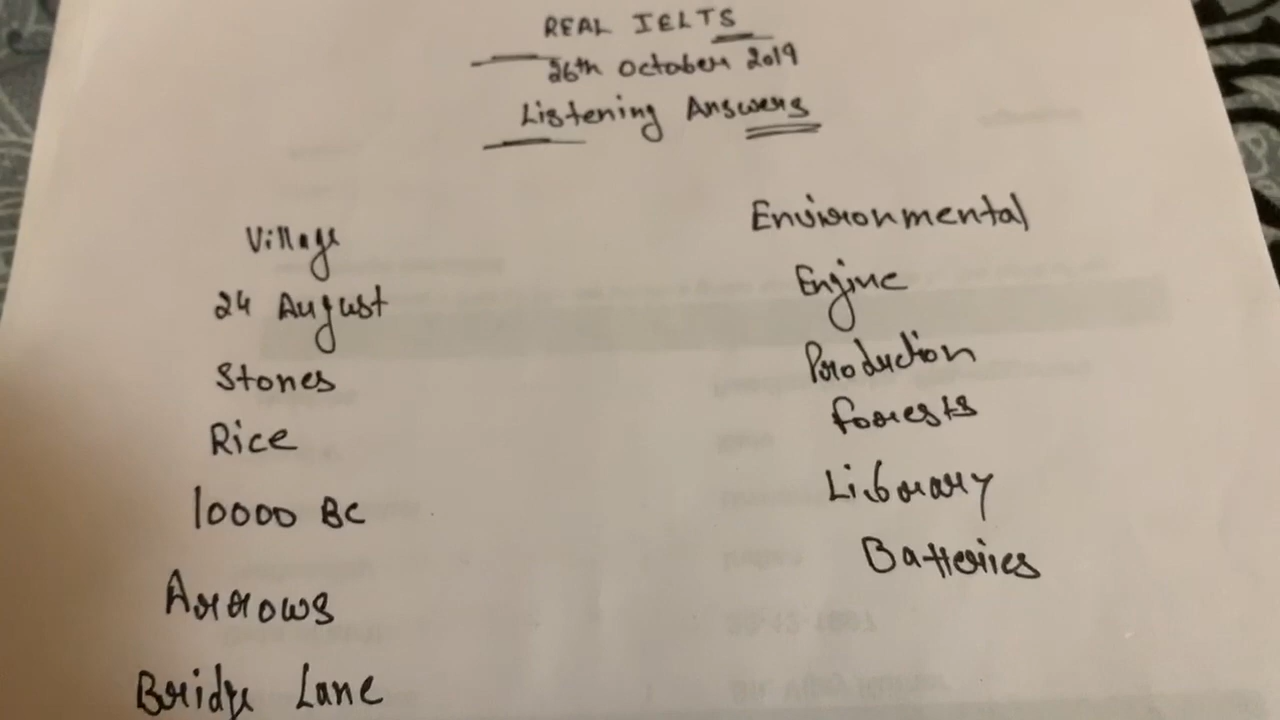 REAL IELTS
26th October 2019
Listening Answers
Village
24 August
Stones
Rice
10000 BC
Arrows
Bridge Lane
Environmental
Engine
Production
Forests
Library
Batteries